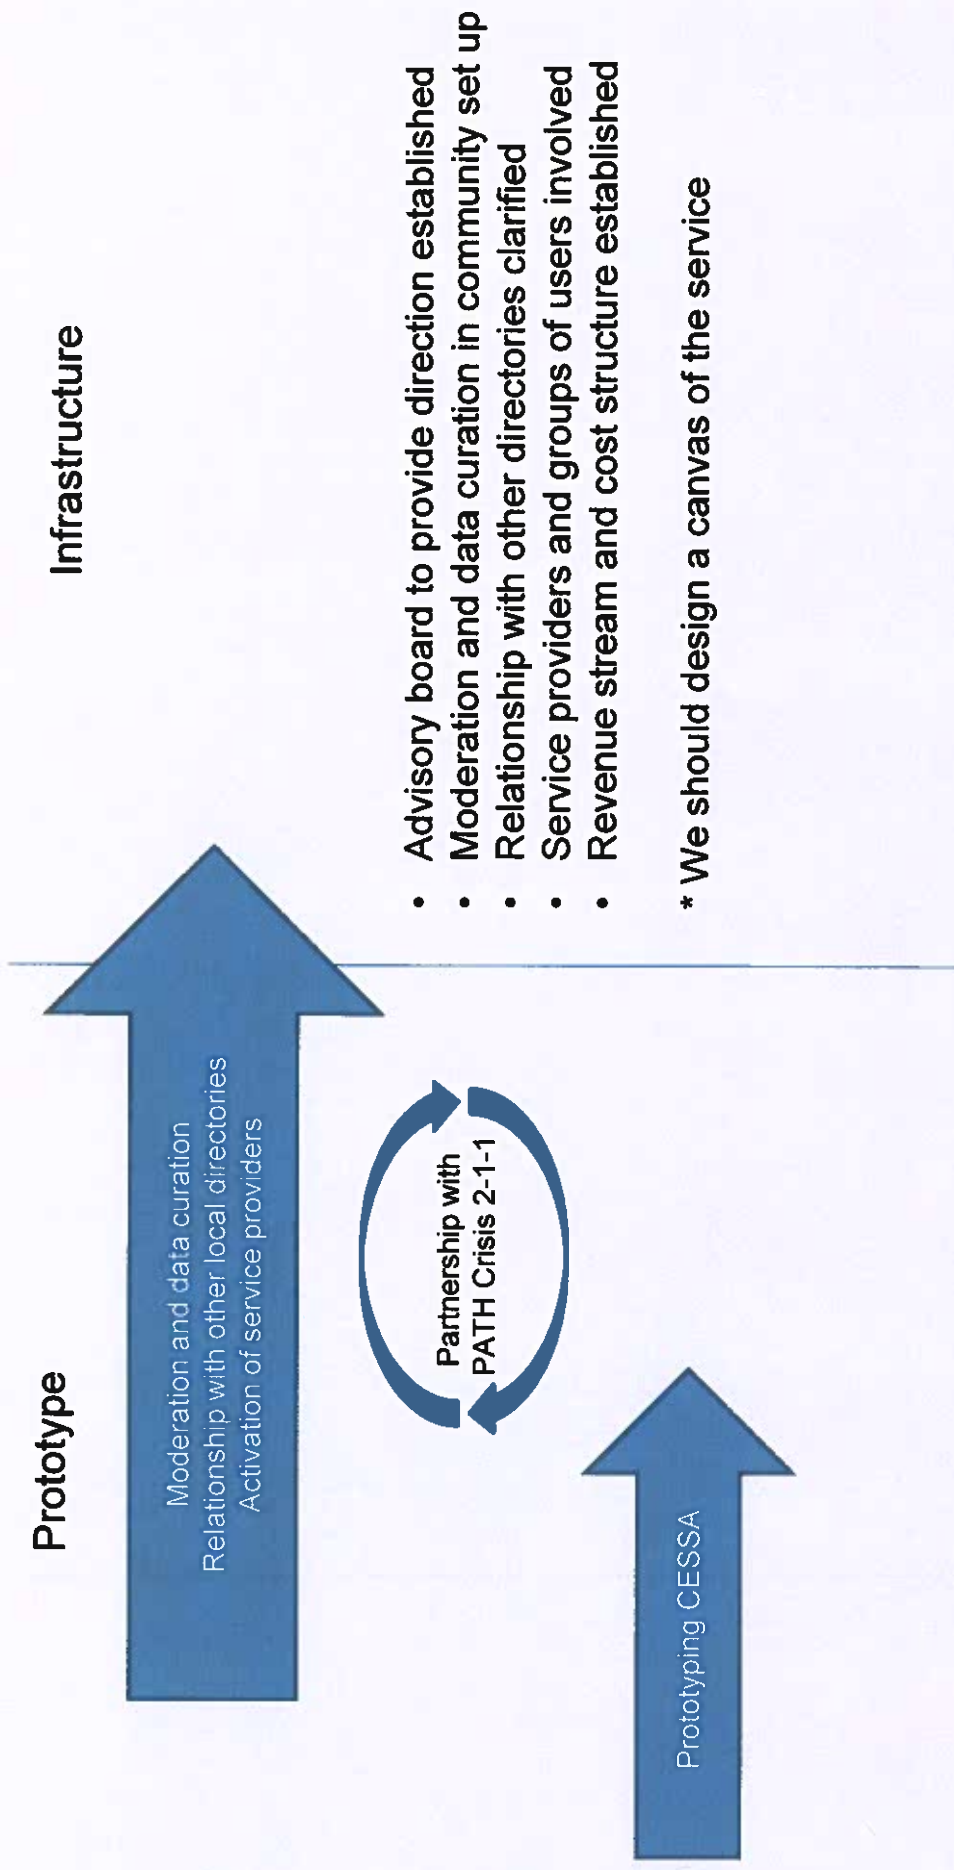 Prototype
Infrastructure
Moderation and data curation
Relationship with other local directories
Activation of service providers
Partnership with
PATH Crisis 2-1-1
Prototyping CESSA
• Advisory board to provide direction established
• Moderation and data curation in community set up
• Relationship with other directories clarified
• Service providers and groups of users involved
• Revenue stream and cost structure established
* We should design a canvas of the service